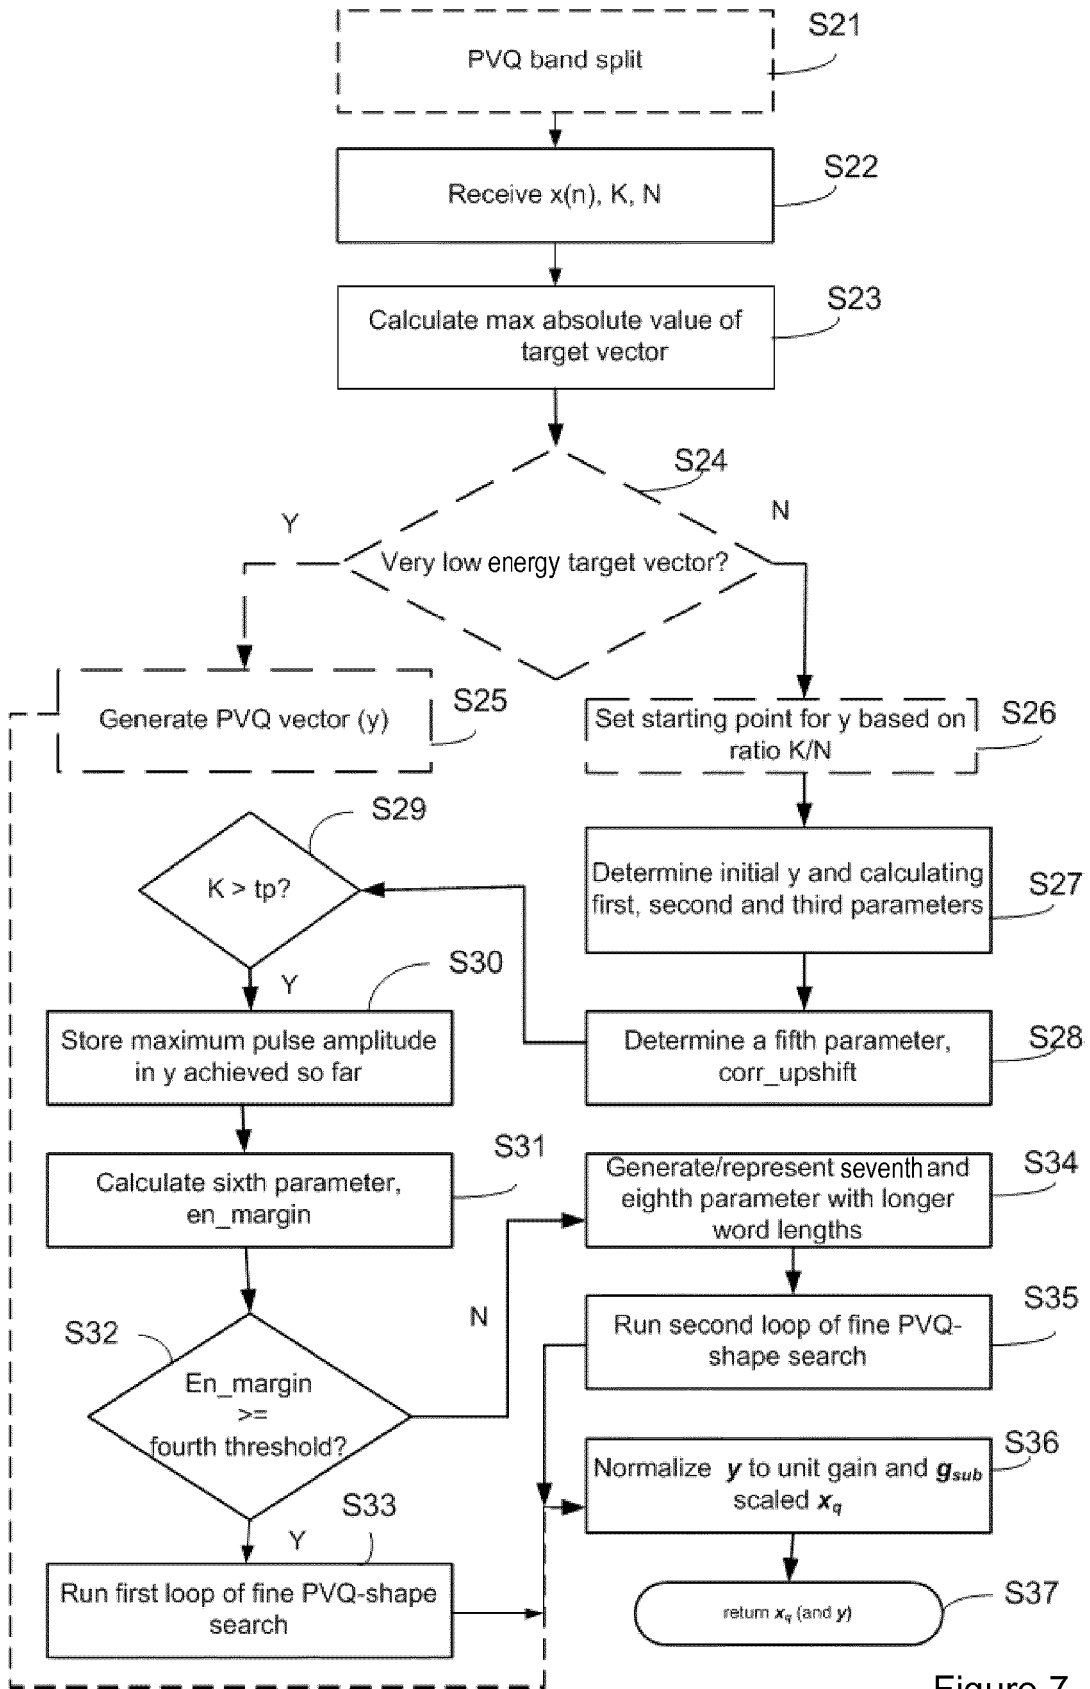 S21
PVQ band split
S22
Receive x(n), K, N
S23
Calculate max absolute value of
target vector
S24
Y
N
Very low energy target vector?
S25
Generate PVQ vector (y)
S26
Set starting point for y based on
ratio K/N
S29
K > tp?
Determine initial y and calculating
first, second and third parameters
S27
Y
S30
Store maximum pulse amplitude
in y achieved so far
Determine a fifth parameter,
corr_upshift
S28
S31
Calculate sixth parameter,
en_margin
S34
Generate/represent seventh and
eighth parameter with longer
word lengths
N
S32
En_margin
>=
fourth threshold?
S35
Run second loop of fine PVQ-
shape search
S36
Normalize y to unit gain and gsub
scaled xq
S33
Y
Run first loop of fine PVQ-shape
search
S37
return xq (and y)
Figure 7